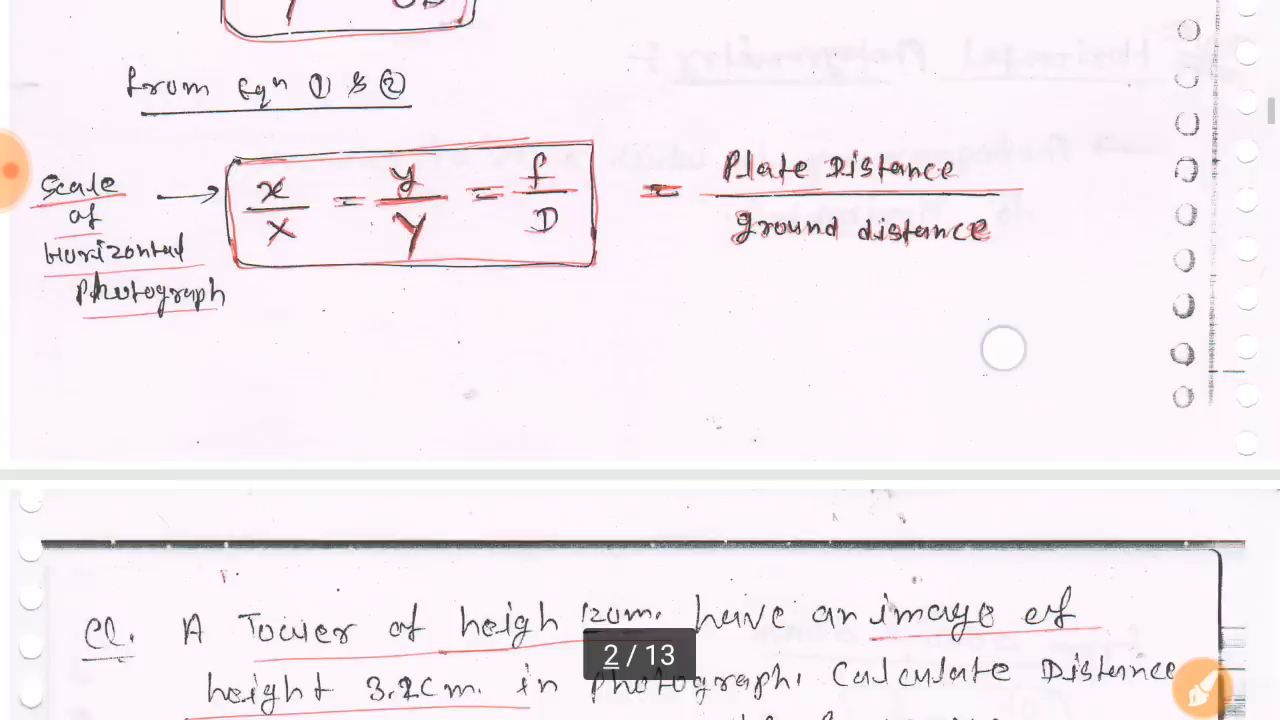 from Eqn ① & ②
Scale of Horizontal Photograph → x/X = y/Y = f/D = Plate Distance / ground distance
Q. A Tower of heigh 120m. have an image of
height 3.2cm. in photograph. Calculate Distance
2 / 13